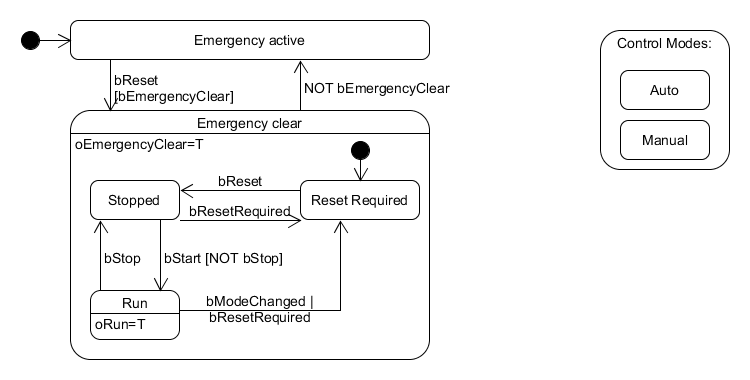 Emergency active
Control Modes:
Auto
Manual
bReset
[bEmergencyClear]
NOT bEmergencyClear
Emergency clear
oEmergencyClear=T
Stopped
bReset
bResetRequired
Reset Required
bStop
bStart [NOT bStop]
Run
oRun=T
bModeChanged |
bResetRequired